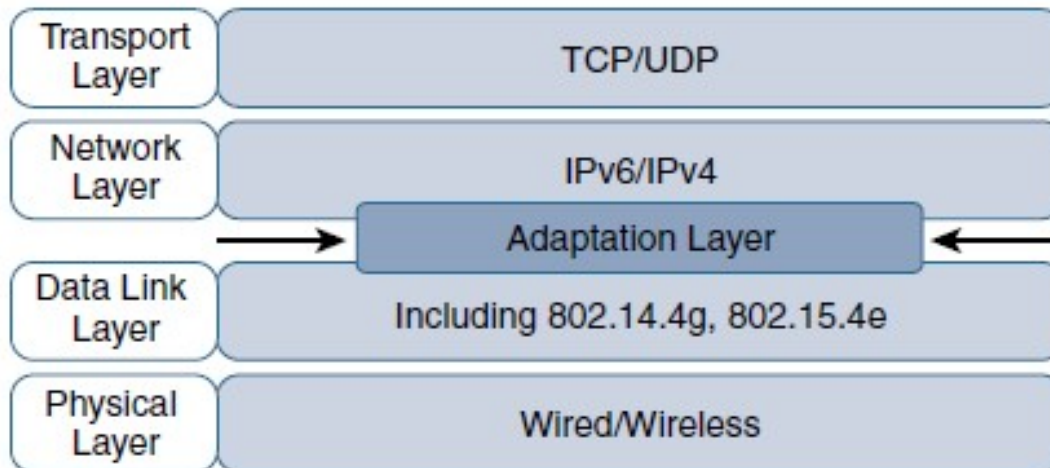 Transport
Layer
TCP/UDP
Network
Layer
IPv6/IPv4
Adaptation Layer
Data Link
Layer
Including 802.14.4g, 802.15.4e
Physical
Layer
Wired/Wireless